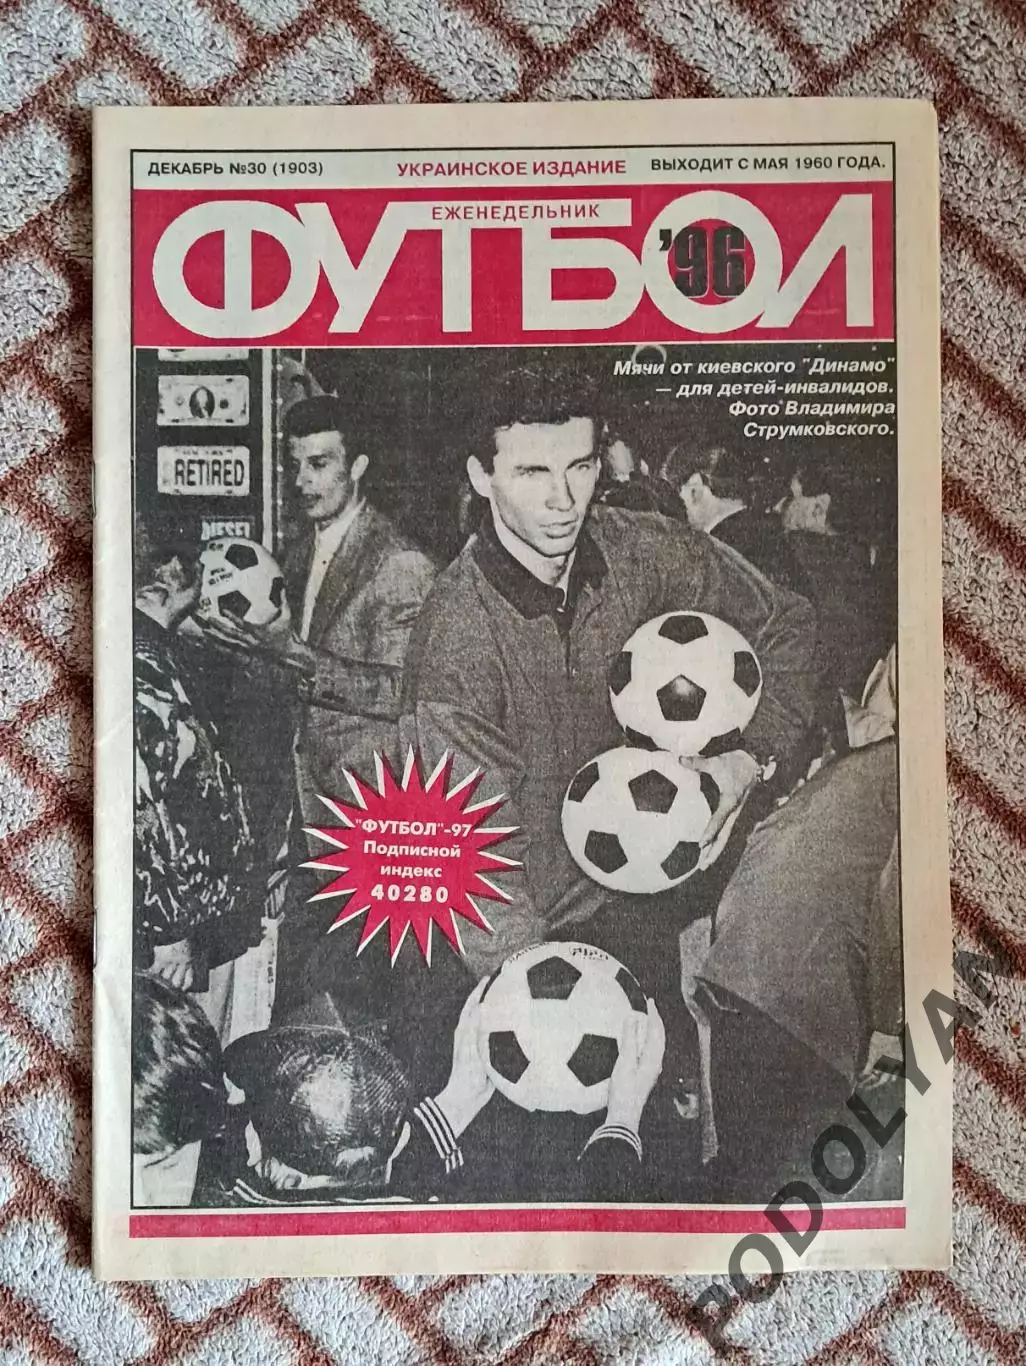 ДЕКАБРЬ №30 (1903)
УКРАИНСКОЕ ИЗДАНИЕ
ВЫХОДИТ С МАЯ 1960 ГОДА.
ЕЖЕНЕДЕЛЬНИК
ФУТБОЛ
'96
Мячи от киевского "Динамо"
— для детей-инвалидов.
Фото Владимира
Струмковского.
RETIRED
DIESEL
"ФУТБОЛ"-97
Подписной
индекс
40280
PODOLYAN